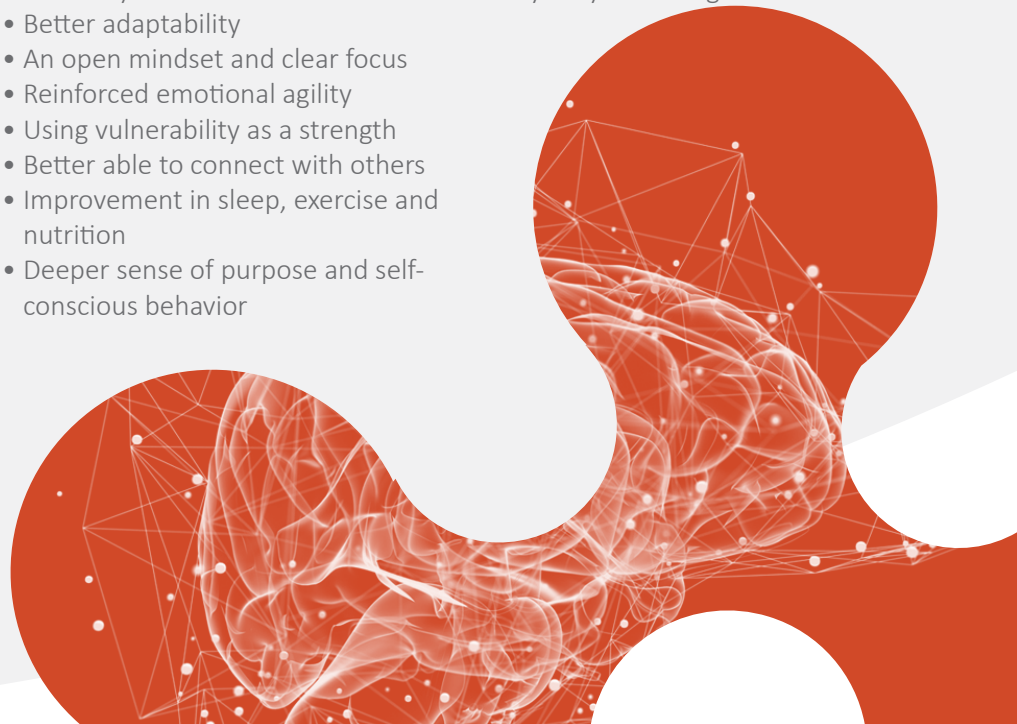 • Better adaptability
• An open mindset and clear focus
• Reinforced emotional agility
• Using vulnerability as a strength
• Better able to connect with others
• Improvement in sleep, exercise and
nutrition
• Deeper sense of purpose and self-
conscious behavior